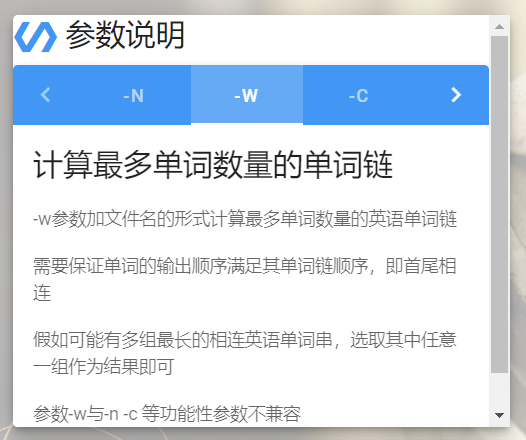 参数说明
-N
-W
-C
计算最多单词数量的单词链
-w参数加文件名的形式计算最多单词数量的英语单词链
需要保证单词的输出顺序满足其单词链顺序，即首尾相
连
假如可能有多组最长的相连英语单词串，选取其中任意
一组作为结果即可
参数-w与-n -c 等功能性参数不兼容